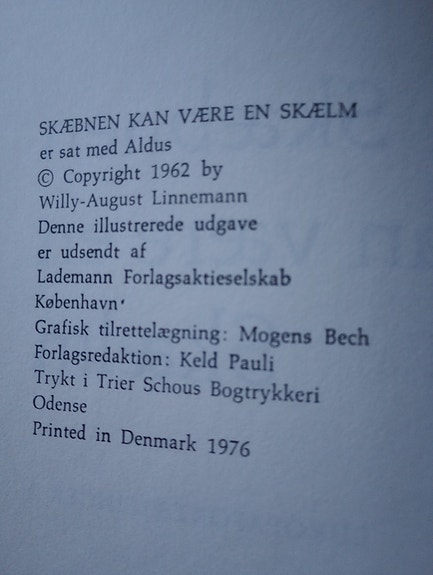 SKÆBNEN KAN VÆRE EN SKÆLM
er sat med Aldus
© Copyright 1962 by
Willy-August Linnemann
Denne illustrerede udgave
er udsendt af
Lademann Forlagsaktieselskab
København·
Grafisk tilrettelægning: Mogens Bech
Forlagsredaktion: Keld Pauli
Trykt i Trier Schous Bogtrykkeri
Odense
Printed in Denmark 1976